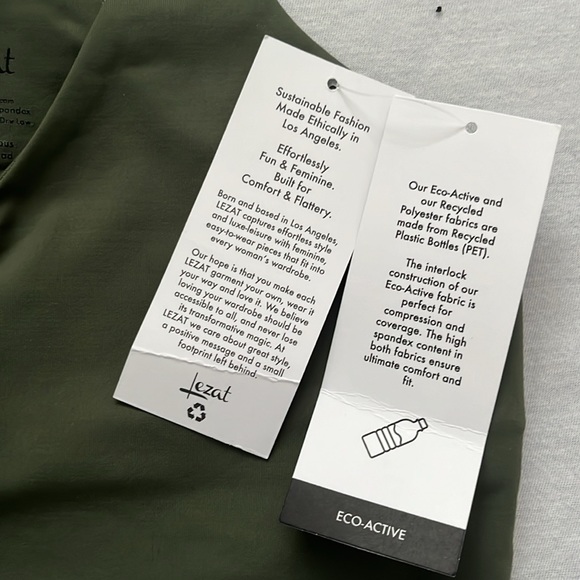 Sustainable Fashion
Made Ethically in
Los Angeles.
Effortlessly
Fun & Feminine.
Built for
Comfort & Flattery.
Born and based in Los Angeles,
LEZAT captures effortless style
and luxe-leisure with feminine,
easy-to-wear pieces that fit into
every woman's wardrobe.
Our hope is that you make each
LEZAT garment your own, wear it
your way and love it. We believe
loving your wardrobe should be
accessible to all, and never lose
its transformative magic. At
LEZAT we care about great style,
a positive message and a small
footprint left behind.
Lezat
Our Eco-Active and
our Recycled
Polyester fabrics are
made from Recycled
Plastic Bottles (PET).
The interlock
construction of our
Eco-Active fabric is
perfect for
compression and
coverage. The high
spandex content in
both fabrics ensure
ultimate comfort and
fit.
ECO-ACTIVE